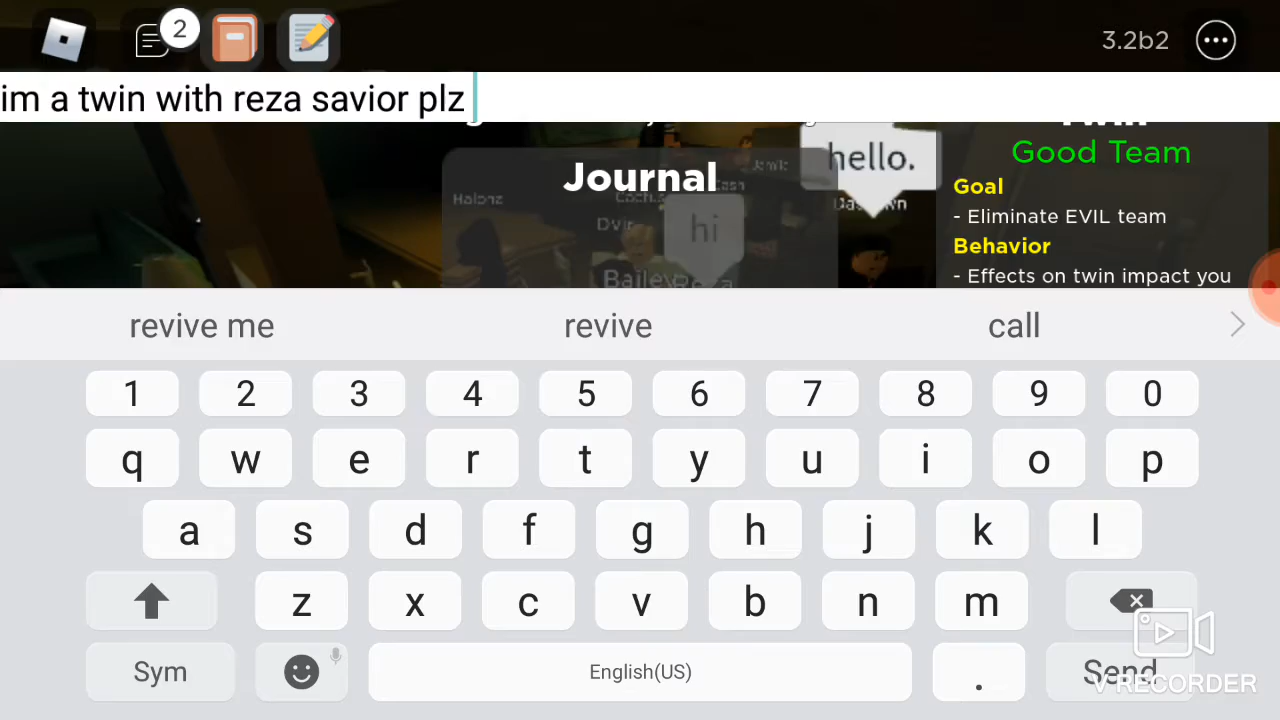 2
3.2b2
im a twin with reza savior plz
Journal
hello.
Good Team
Goal
- Eliminate EVIL team
Behavior
- Effects on twin impact you
Halonz
hi
Bailey
revive me revive call
1 2 3 4 5 6 7 8 9 0
q w e r t y u i o p
a s d f g h j k l
z x c v b n m
Sym English(US) . Send
V RECORDER